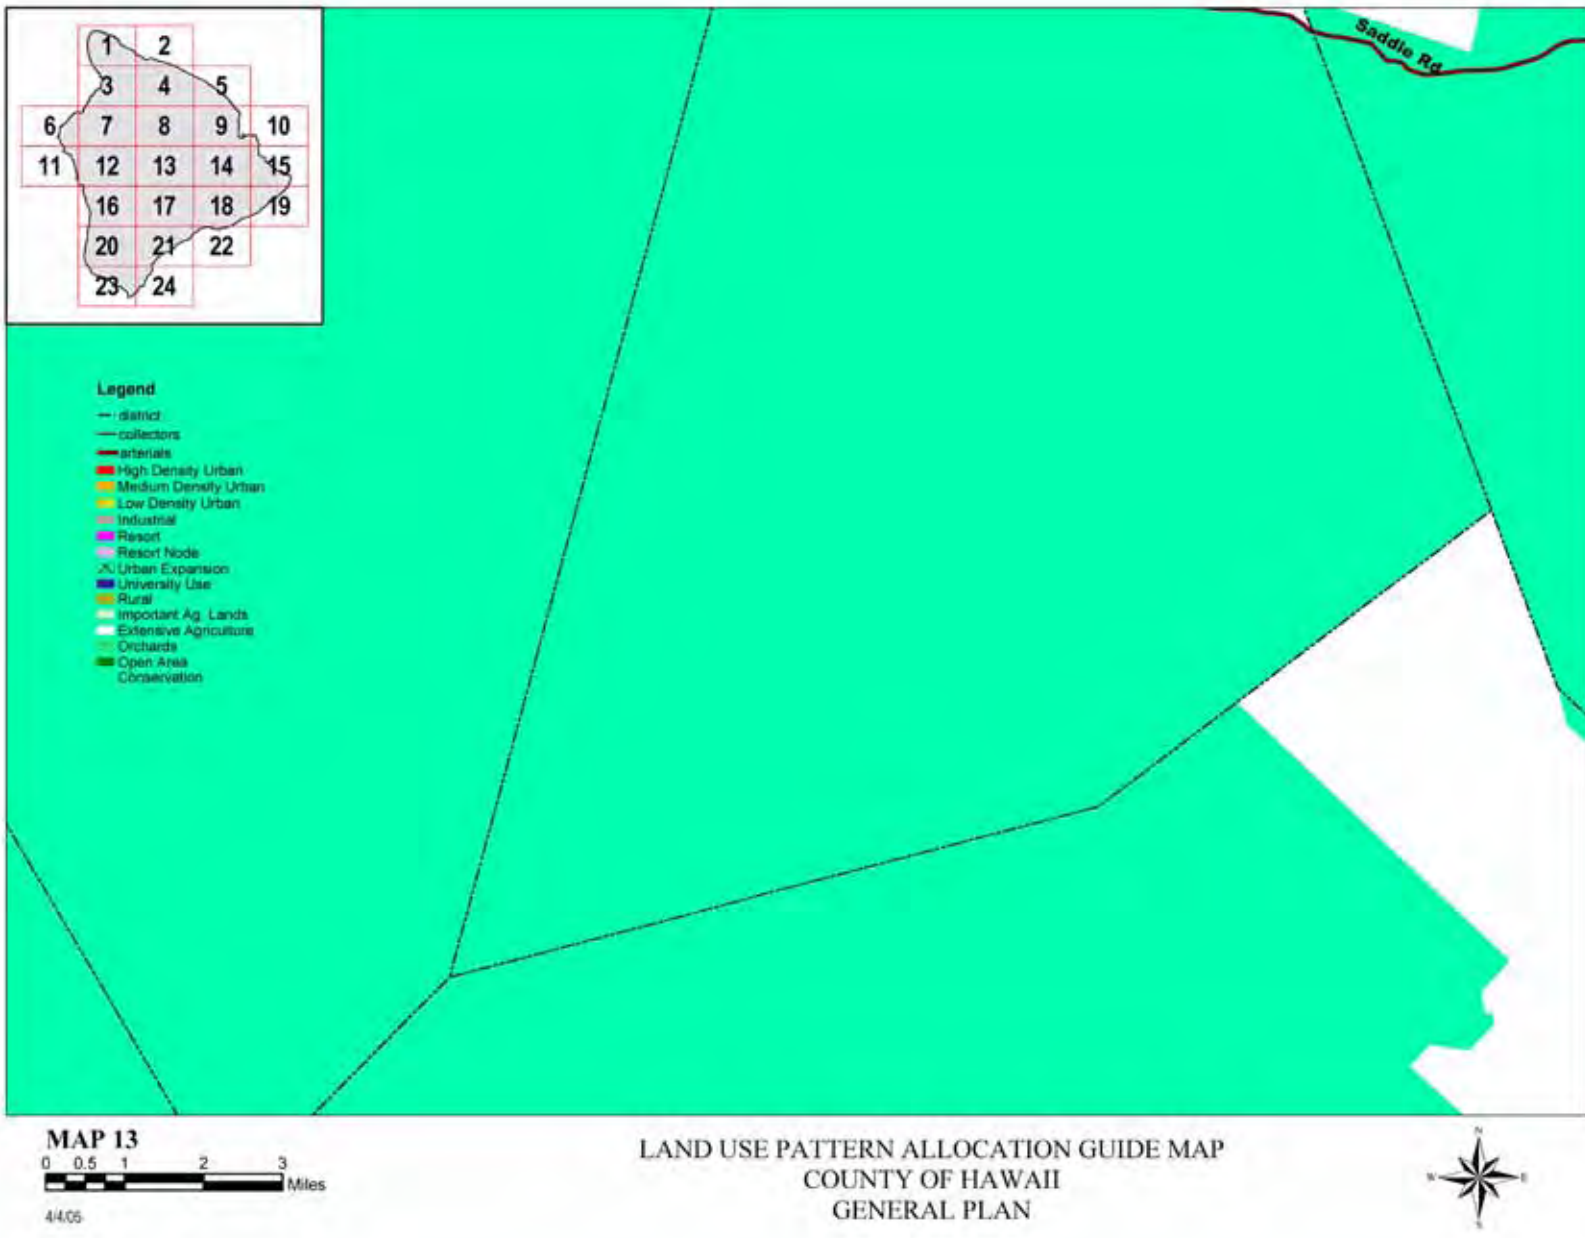 1 2
3 4 5
6 7 8 9 10
11 12 13 14 15
16 17 18 19
20 21 22
23 24
Saddle Rd
Legend
district
collectors
arterials
High Density Urban
Medium Density Urban
Low Density Urban
Industrial
Resort
Resort Node
Urban Expansion
University Use
Rural
Important Ag. Lands
Extensive Agriculture
Orchards
Open Area
Conservation
MAP 13
0 0.5 1 2 3
Miles
4/4/05
LAND USE PATTERN ALLOCATION GUIDE MAP
COUNTY OF HAWAII
GENERAL PLAN
N
W E
S